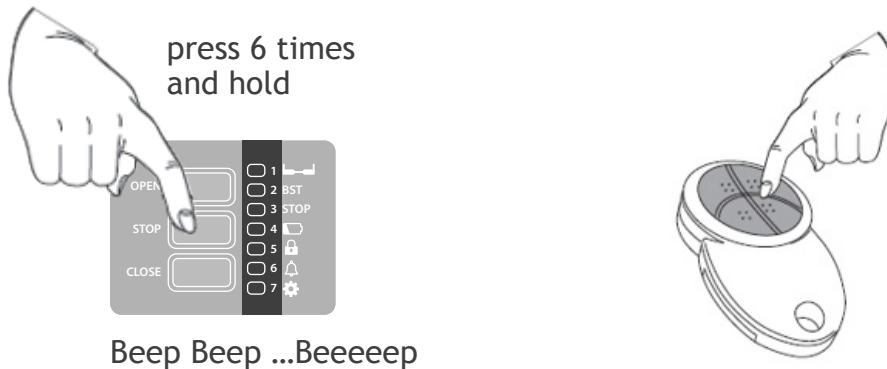 press 6 times
and hold
OPEN
STOP
CLOSE
1
2 BST
3 STOP
4
5
6
7
Beep Beep ...Beeeeep